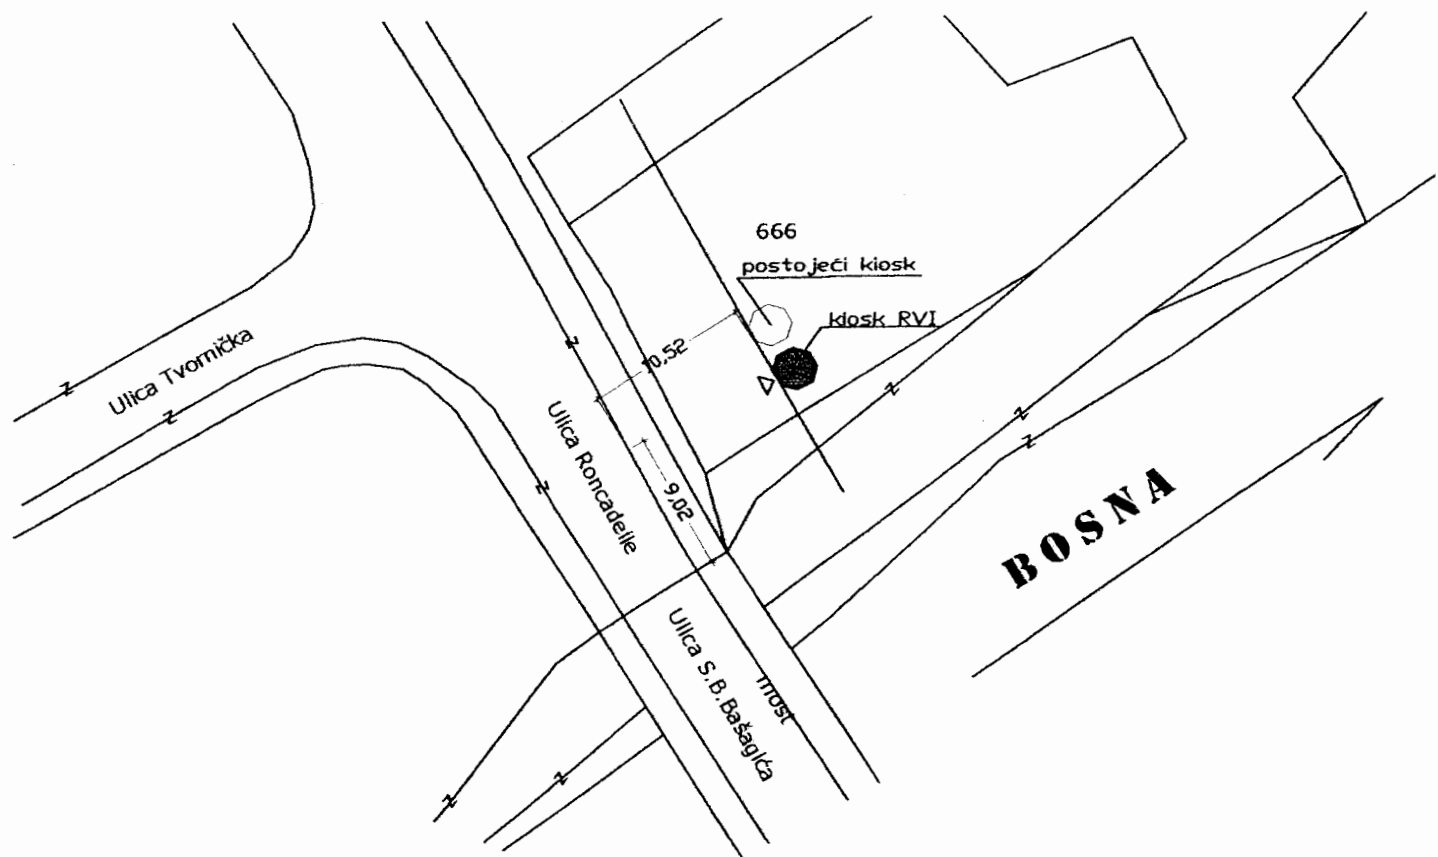 666
postojeći kiosk
kiosk RVI
Ulica Tvornička
10,52
Ulica Roncadelle
9,02
BOSNA
Ulica S.B.Bašagića
most